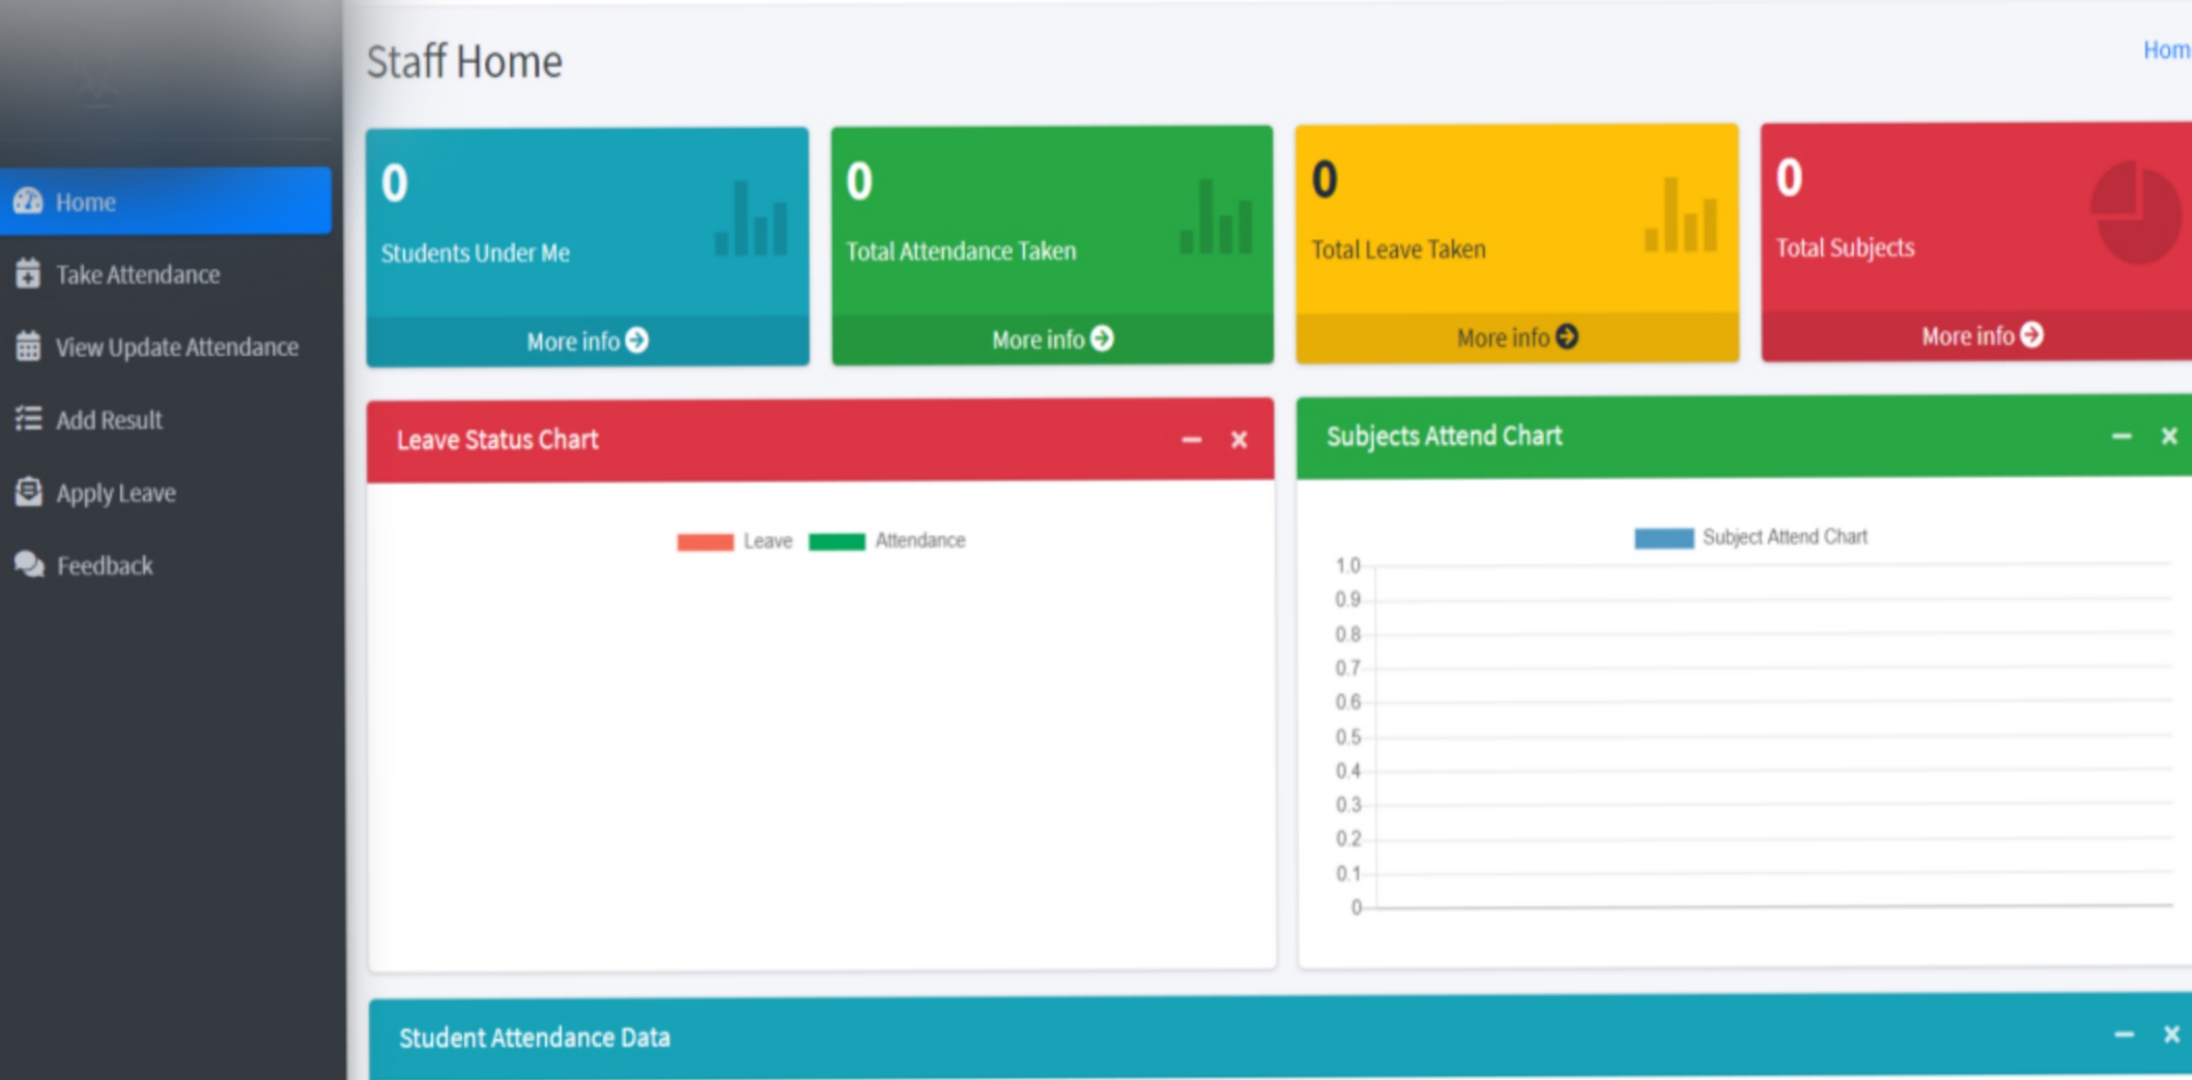 Staff Home
Hom
Home
Take Attendance
View Update Attendance
Add Result
Apply Leave
Feedback
0
Students Under Me
More info
0
Total Attendance Taken
More info
0
Total Leave Taken
More info
0
Total Subjects
More info
Leave Status Chart
Leave
Attendance
Subjects Attend Chart
Subject Attend Chart
1.0
0.9
0.8
0.7
0.6
0.5
0.4
0.3
0.2
0.1
0
Student Attendance Data